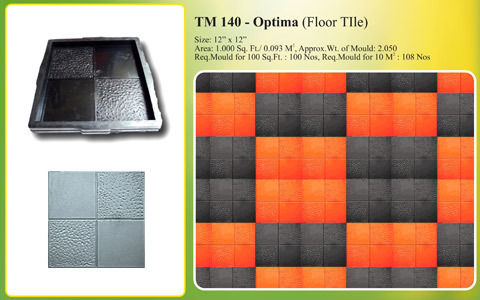 TM 140 - Optima (Floor TIle)
Size: 12" x 12"
Area: 1.000 Sq. Ft./ 0.093 M², Approx.Wt. of Mould: 2.050
Req.Mould for 100 Sq.Ft. : 100 Nos, Req.Mould for 10 M² : 108 Nos